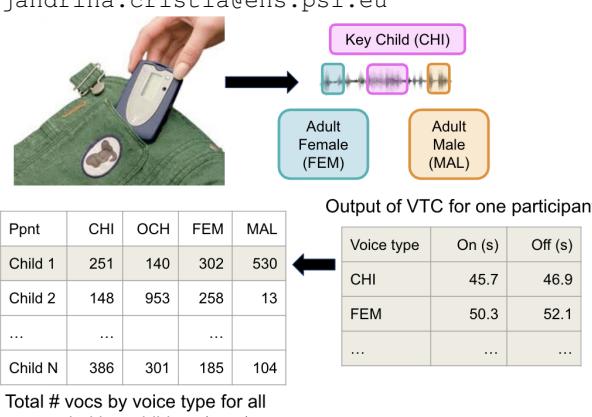 jandrina.cristia@ens.psl.eu
Key Child (CHI)
Adult
Female
(FEM)
Adult
Male
(MAL)
Output of VTC for one participan
Voice type On (s) Off (s)
CHI 45.7 46.9
FEM 50.3 52.1
... ... ...
Ppnt CHI OCH FEM MAL
Child 1 251 140 302 530
Child 2 148 953 258 13
... ... ...
Child N 386 301 185 104
Total # vocs by voice type for all